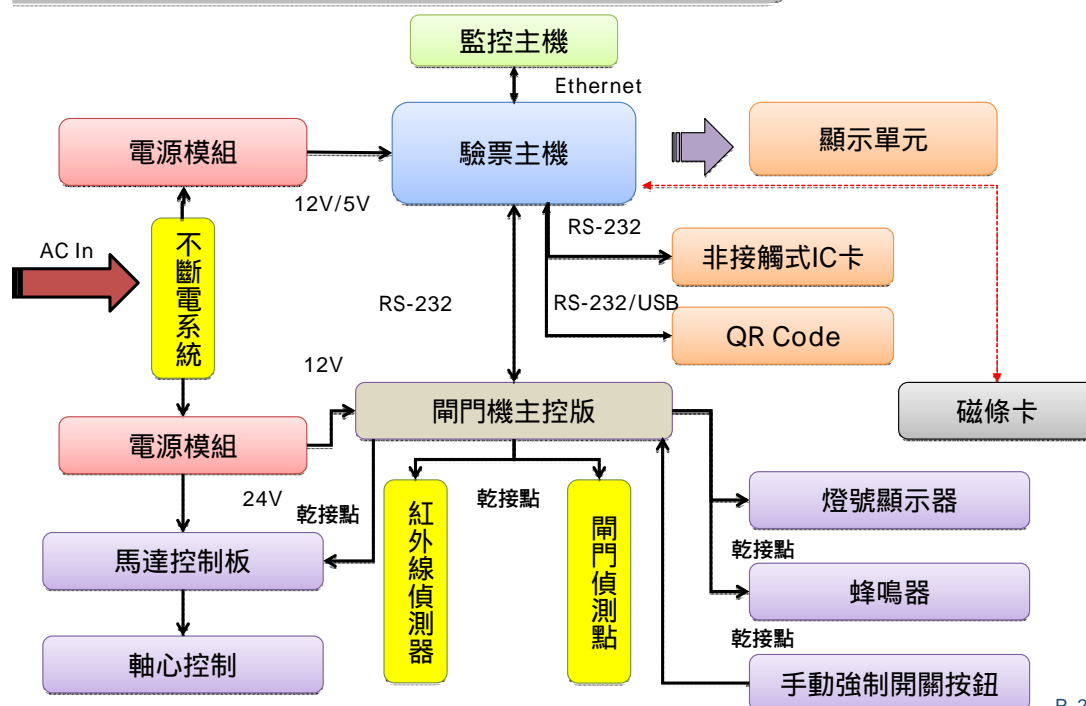 監控主機
Ethernet
電源模組
驗票主機
顯示單元
12V/5V
AC In
不斷電系統
RS-232
非接觸式IC卡
RS-232
RS-232/USB
QR Code
12V
閘門機主控版
磁條卡
電源模組
24V
乾接點
紅外線偵測器
乾接點
閘門偵測點
燈號顯示器
馬達控制板
乾接點
蜂鳴器
乾接點
軸心控制
手動強制開關按鈕